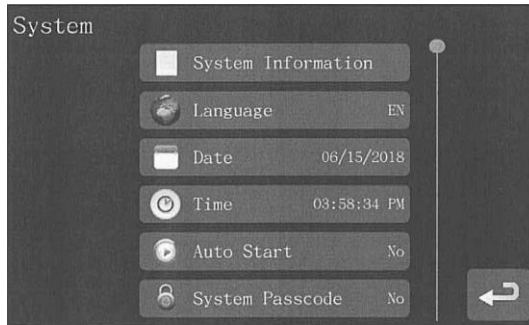 System
System Information
Language EN
Date 06/15/2018
Time 03:58:34 PM
Auto Start No
System Passcode No